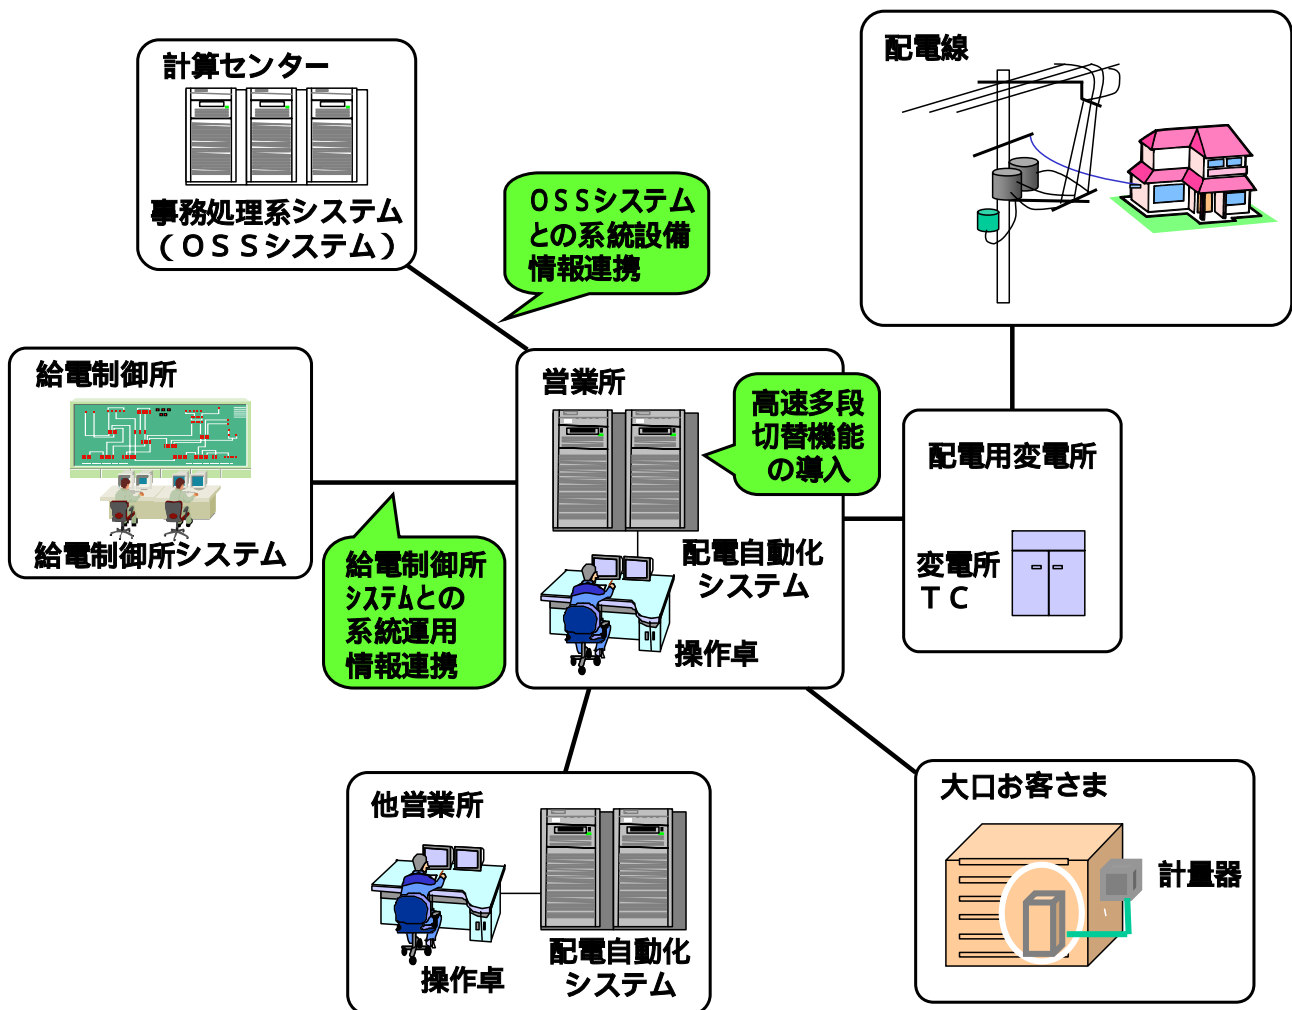 計算センター
事務処理系システム
（ＯＳＳシステム）
ＯＳＳシステム
との系統設備
情報連携
配電線
給電制御所
給電制御所システム
給電制御所
ｼｽﾃﾑとの
系統運用
情報連携
営業所
高速多段
切替機能
の導入
配電自動化
システム
操作卓
配電用変電所
変電所
ＴＣ
他営業所
操作卓
配電自動化
システム
大口お客さま
計量器